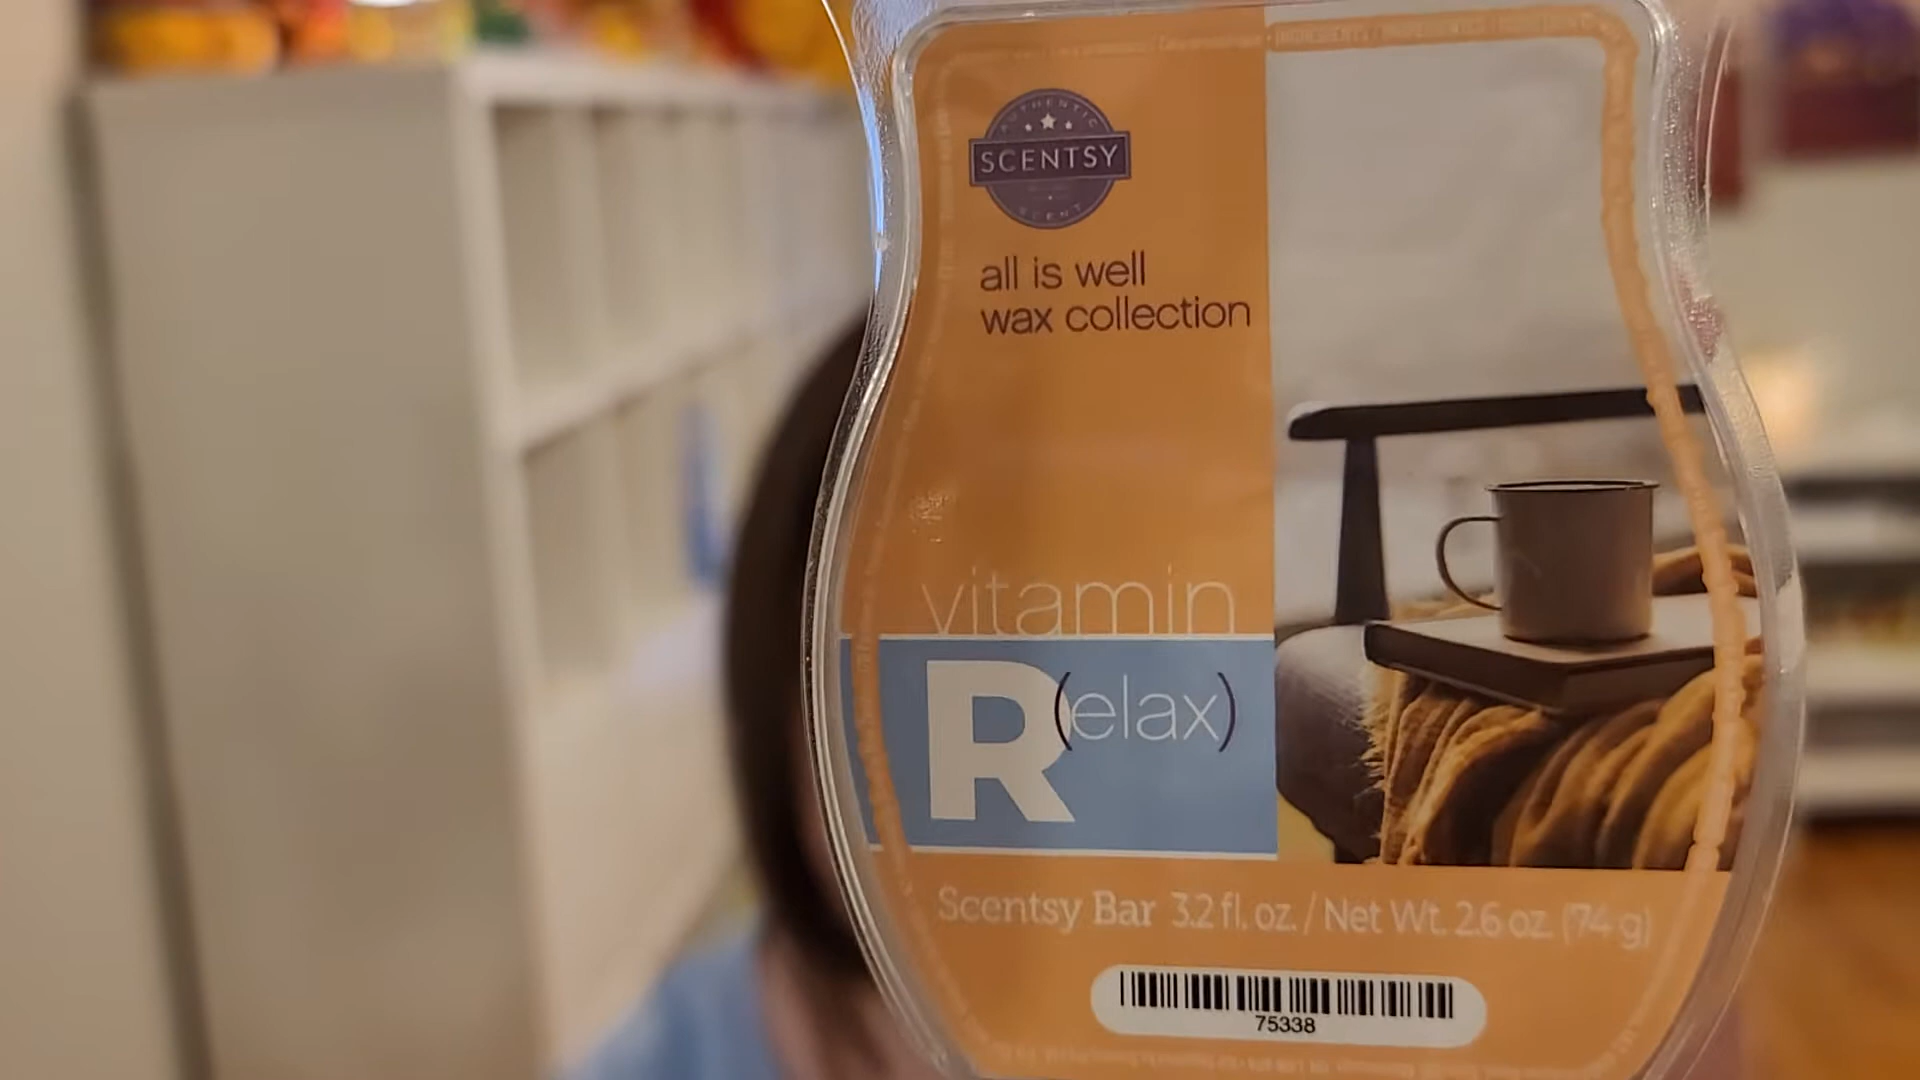 AUTHENTIC
SCENTSY
SCENT
all is well
wax collection
vitamin
R(elax)
Scentsy Bar 3.2 fl. oz. / Net Wt. 2.6 oz. (74 g)
75338